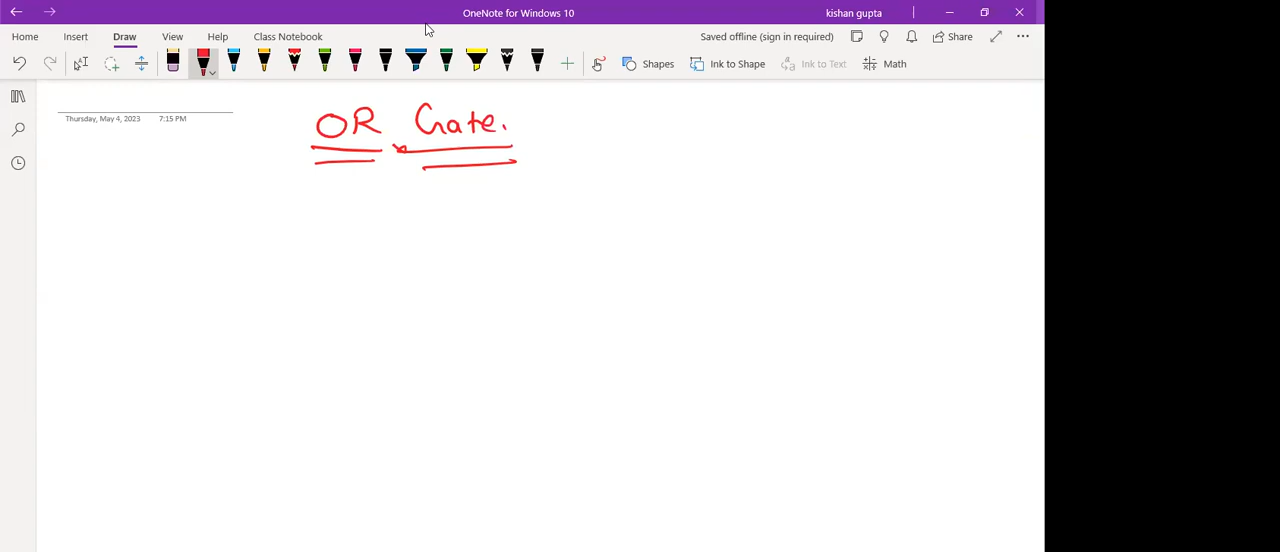 OneNote for Windows 10
kishan gupta
Home Insert Draw View Help Class Notebook
Saved offline (sign in required) Share
Shapes Ink to Shape Ink to Text Math
Thursday, May 4, 2023 7:15 PM
OR Gate.